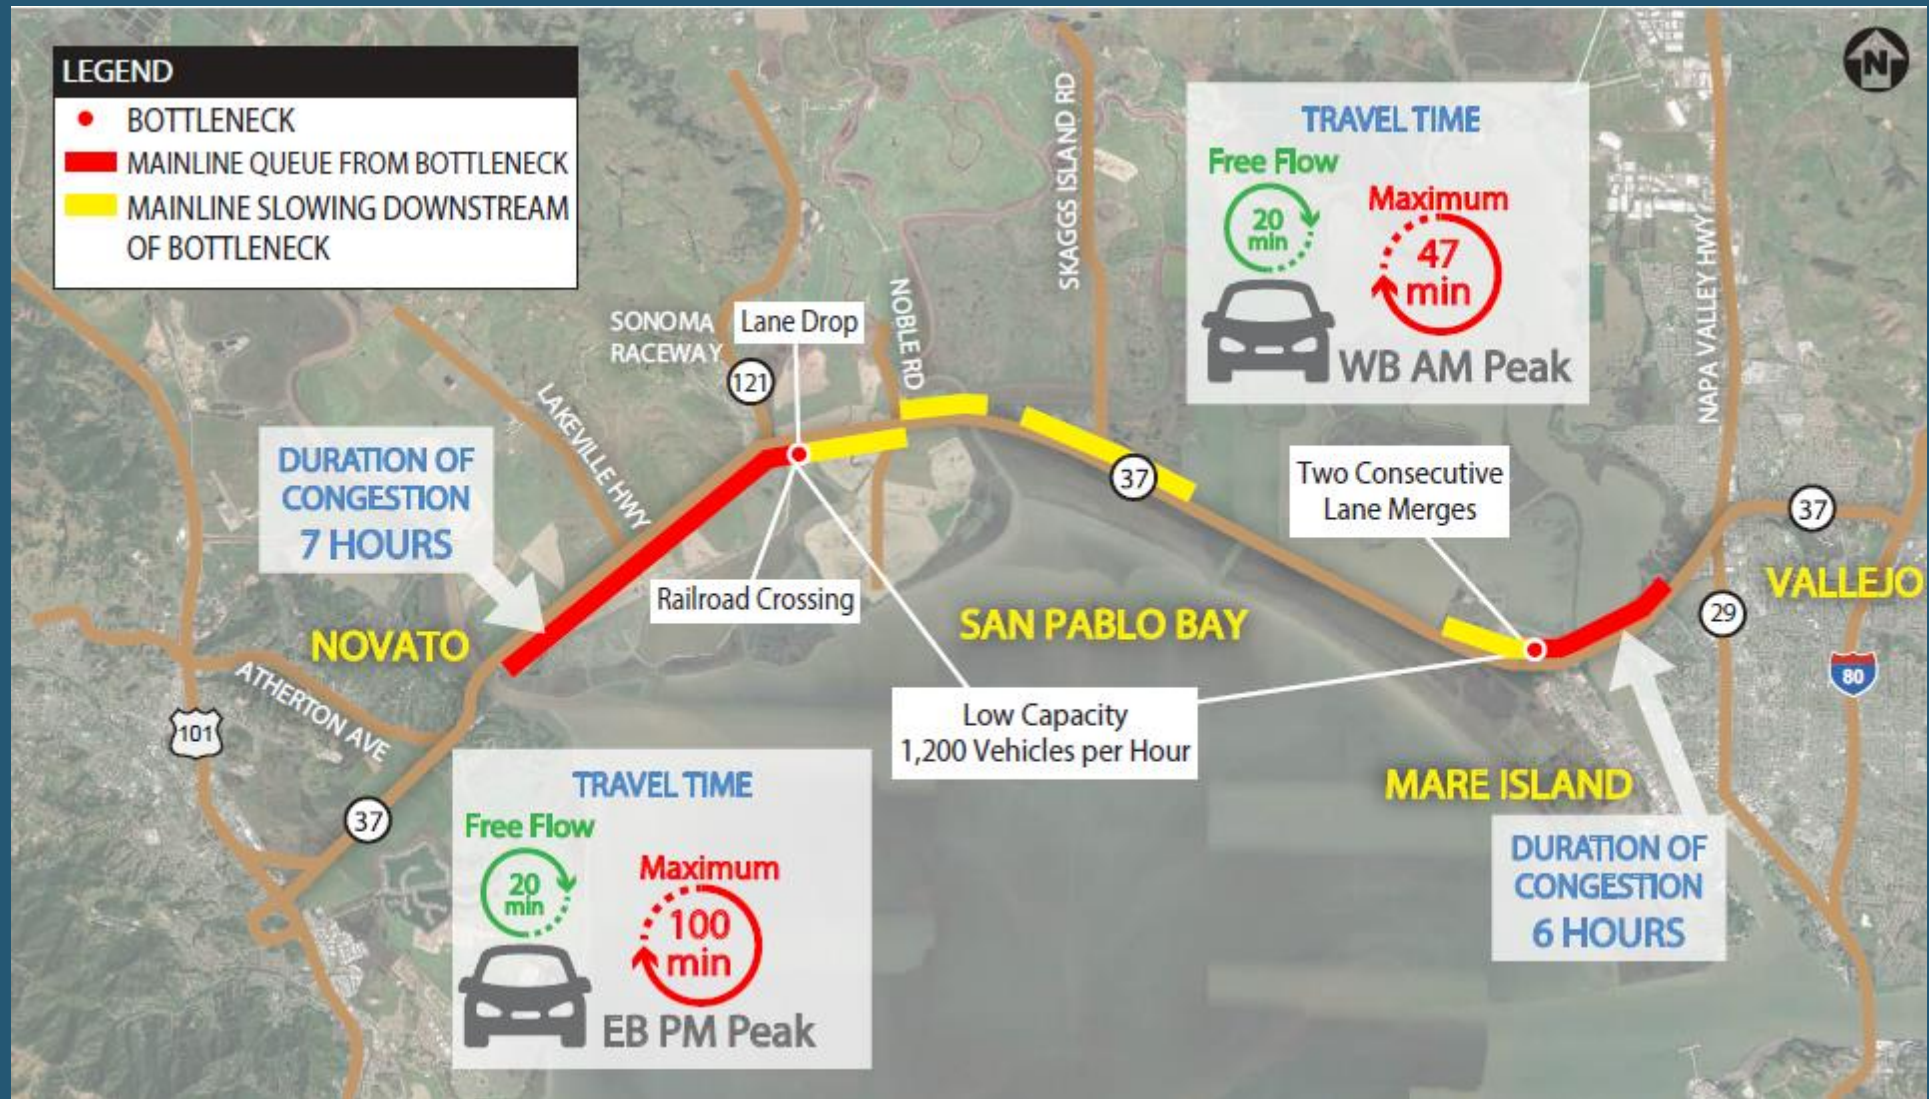 LEGEND
BOTTLENECK
MAINLINE QUEUE FROM BOTTLENECK
MAINLINE SLOWING DOWNSTREAM
OF BOTTLENECK
N
TRAVEL TIME
Free Flow
20
min
Maximum
47
min
WB AM Peak
SKAGGS ISLAND RD
NAPA VALLEY HWY
NOBLE RD
SONOMA
RACEWAY
Lane Drop
121
LAKEVILLE HWY
DURATION OF
CONGESTION
7 HOURS
37
Two Consecutive
Lane Merges
37
VALLEJO
Railroad Crossing
SAN PABLO BAY
29
NOVATO
80
ATHERTON AVE
101
Low Capacity
1,200 Vehicles per Hour
MARE ISLAND
37
TRAVEL TIME
Free Flow
20
min
Maximum
100
min
EB PM Peak
DURATION OF
CONGESTION
6 HOURS